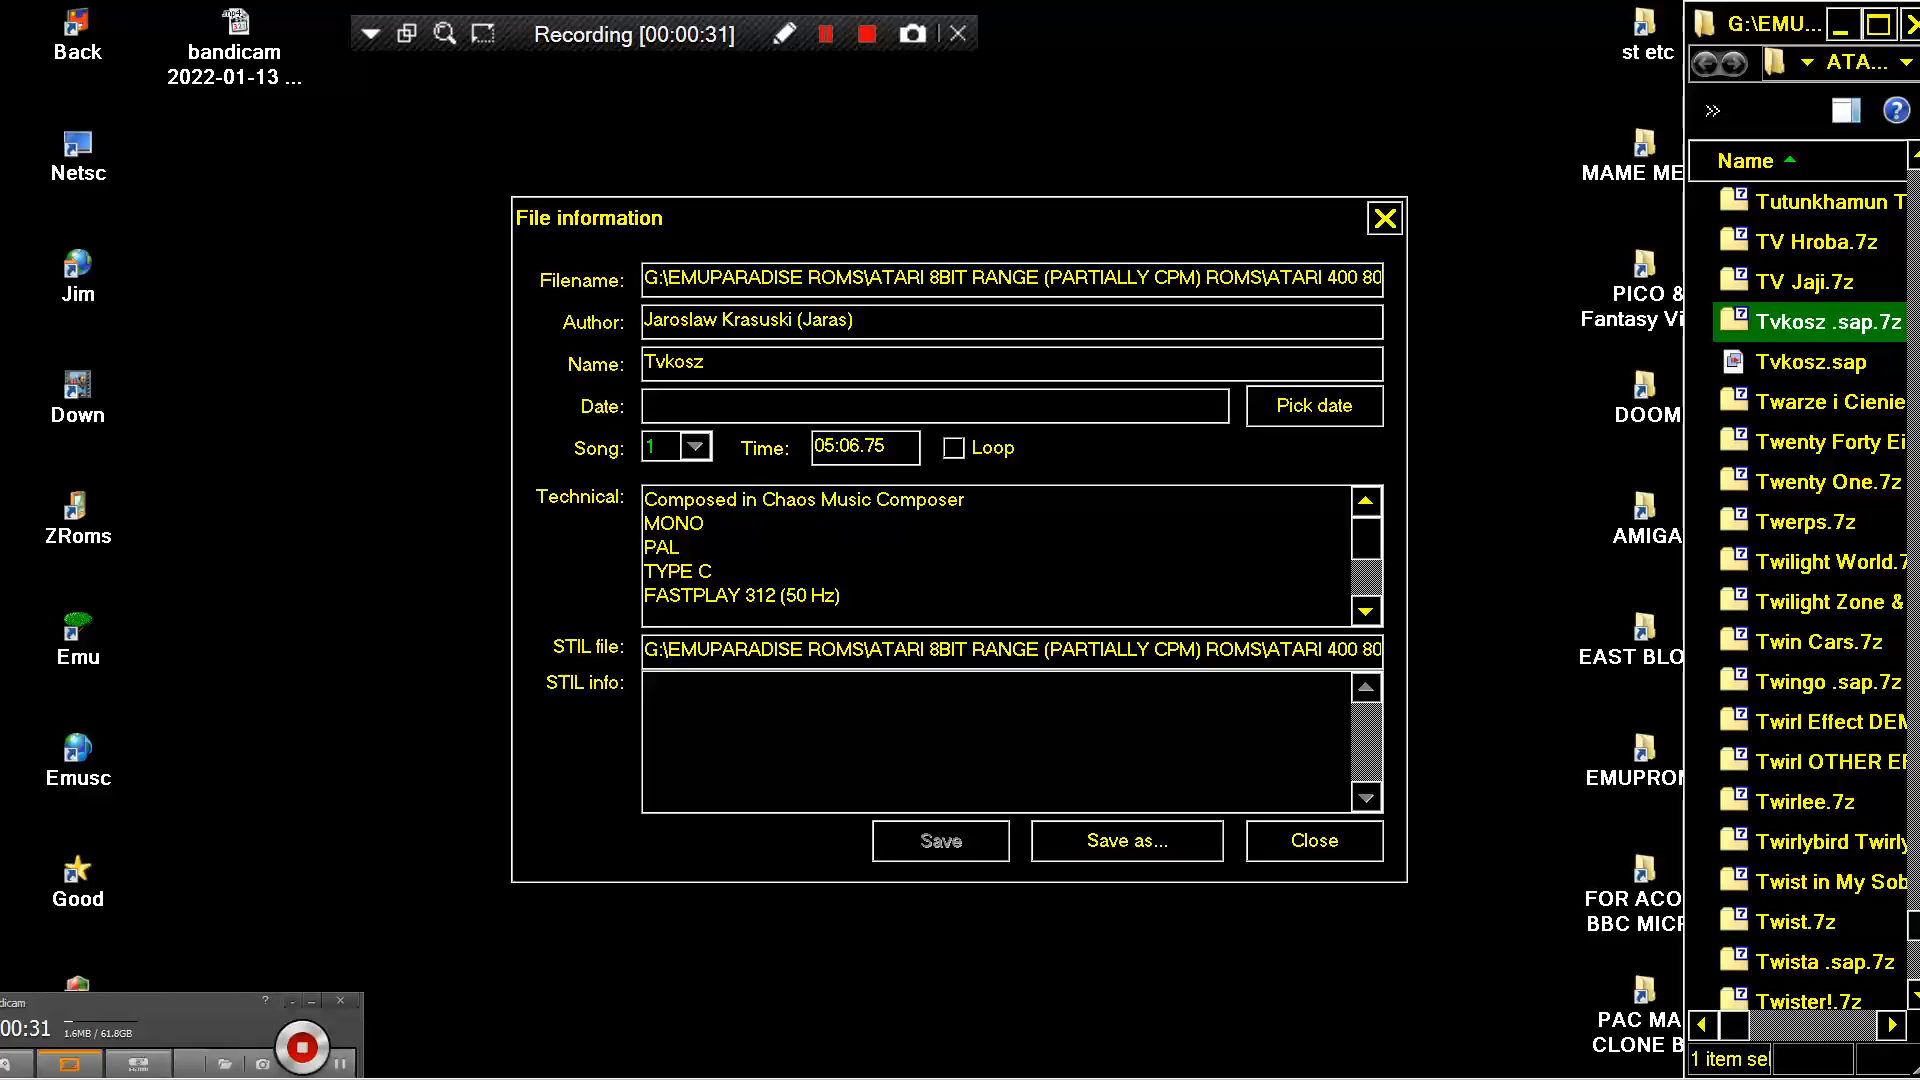 Back
bandicam
2022-01-13 ...
Recording [00:00:31]
Netsc
Jim
Down
ZRoms
Emu
Emusc
Good
File information
Filename:
G:\EMUPARADISE ROMS\ATARI 8BIT RANGE (PARTIALLY CPM) ROMS\ATARI 400 80
Author:
Jaroslaw Krasuski (Jaras)
Name:
Tvkosz
Date:
Pick date
Song:
1
Time:
05:06.75
Loop
Technical:
Composed in Chaos Music Composer
MONO
PAL
TYPE C
FASTPLAY 312 (50 Hz)
STIL file:
G:\EMUPARADISE ROMS\ATARI 8BIT RANGE (PARTIALLY CPM) ROMS\ATARI 400 80
STIL info:
Save
Save as...
Close
st etc
MAME ME
PICO &
Fantasy Vi
DOOM
AMIGA
EAST BLO
EMUPRO
FOR ACO
BBC MIC
PAC MA
CLONE B
G:\EMU...
ATA...
Name
Tutunkhamun T
TV Hroba.7z
TV Jaji.7z
Tvkosz .sap.7z
Tvkosz.sap
Twarze i Cienie
Twenty Forty Ei
Twenty One.7z
Twerps.7z
Twilight World.7
Twilight Zone &
Twin Cars.7z
Twingo .sap.7z
Twirl Effect DEM
Twirl OTHER EF
Twirlee.7z
Twirlybird Twirly
Twist in My Sob
Twist.7z
Twista .sap.7z
Twister!.7z
1 item sel
dicam
00:31
1.6MB / 61.8GB